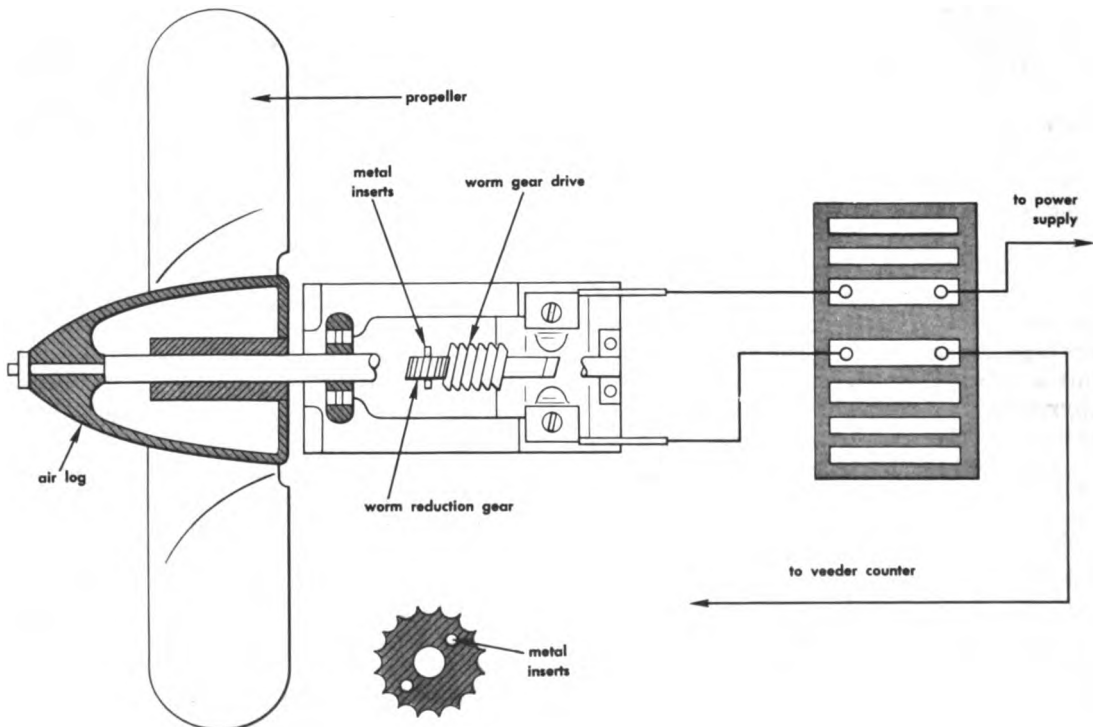 propeller
metal
inserts
worm gear drive
to power
supply
air log
worm reduction gear
to veeder counter
metal
inserts